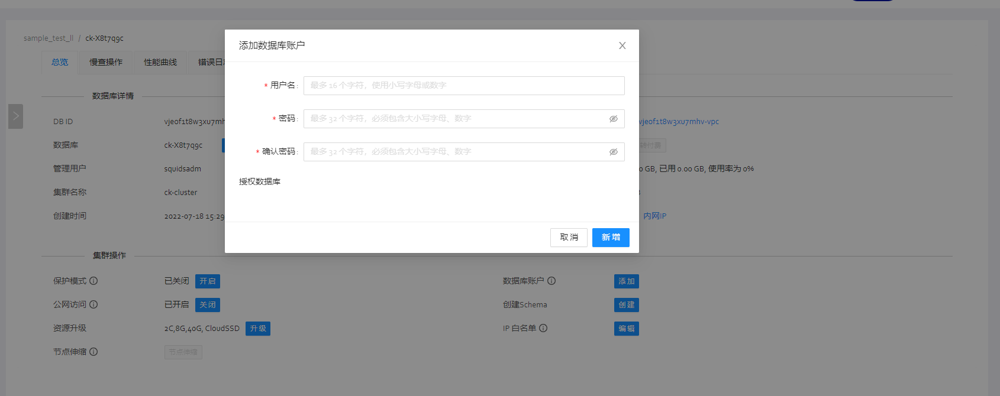 sample_test_ll / ck-X8t7q9c
总览 慢查操作 性能曲线 错误日
添加数据库账户
* 用户名: 最多 16 个字符，使用小写字母或数字
* 密码: 最多 32 个字符，必须包含大小写字母、数字
* 确认密码: 最多 32 个字符，必须包含大小写字母、数字
授权数据库
取 消 新 增
数据库详情
DB ID vjeof1t8w3xu7mh vjeof1t8w3xu7mhv-vpc
数据库 ck-X8t7q9c 转付费
管理用户 squidsadm 0 GB, 已用 0.00 GB, 使用率为 0%
集群名称 ck-cluster
创建时间 2022-07-18 15:29 内网IP
集群操作
保护模式 已关闭 开启 数据库账户 添加
公网访问 已开启 关闭 创建Schema 创建
资源升级 2C,8G,40G, CloudSSD 升级 IP 白名单 编辑
节点伸缩 节点伸缩